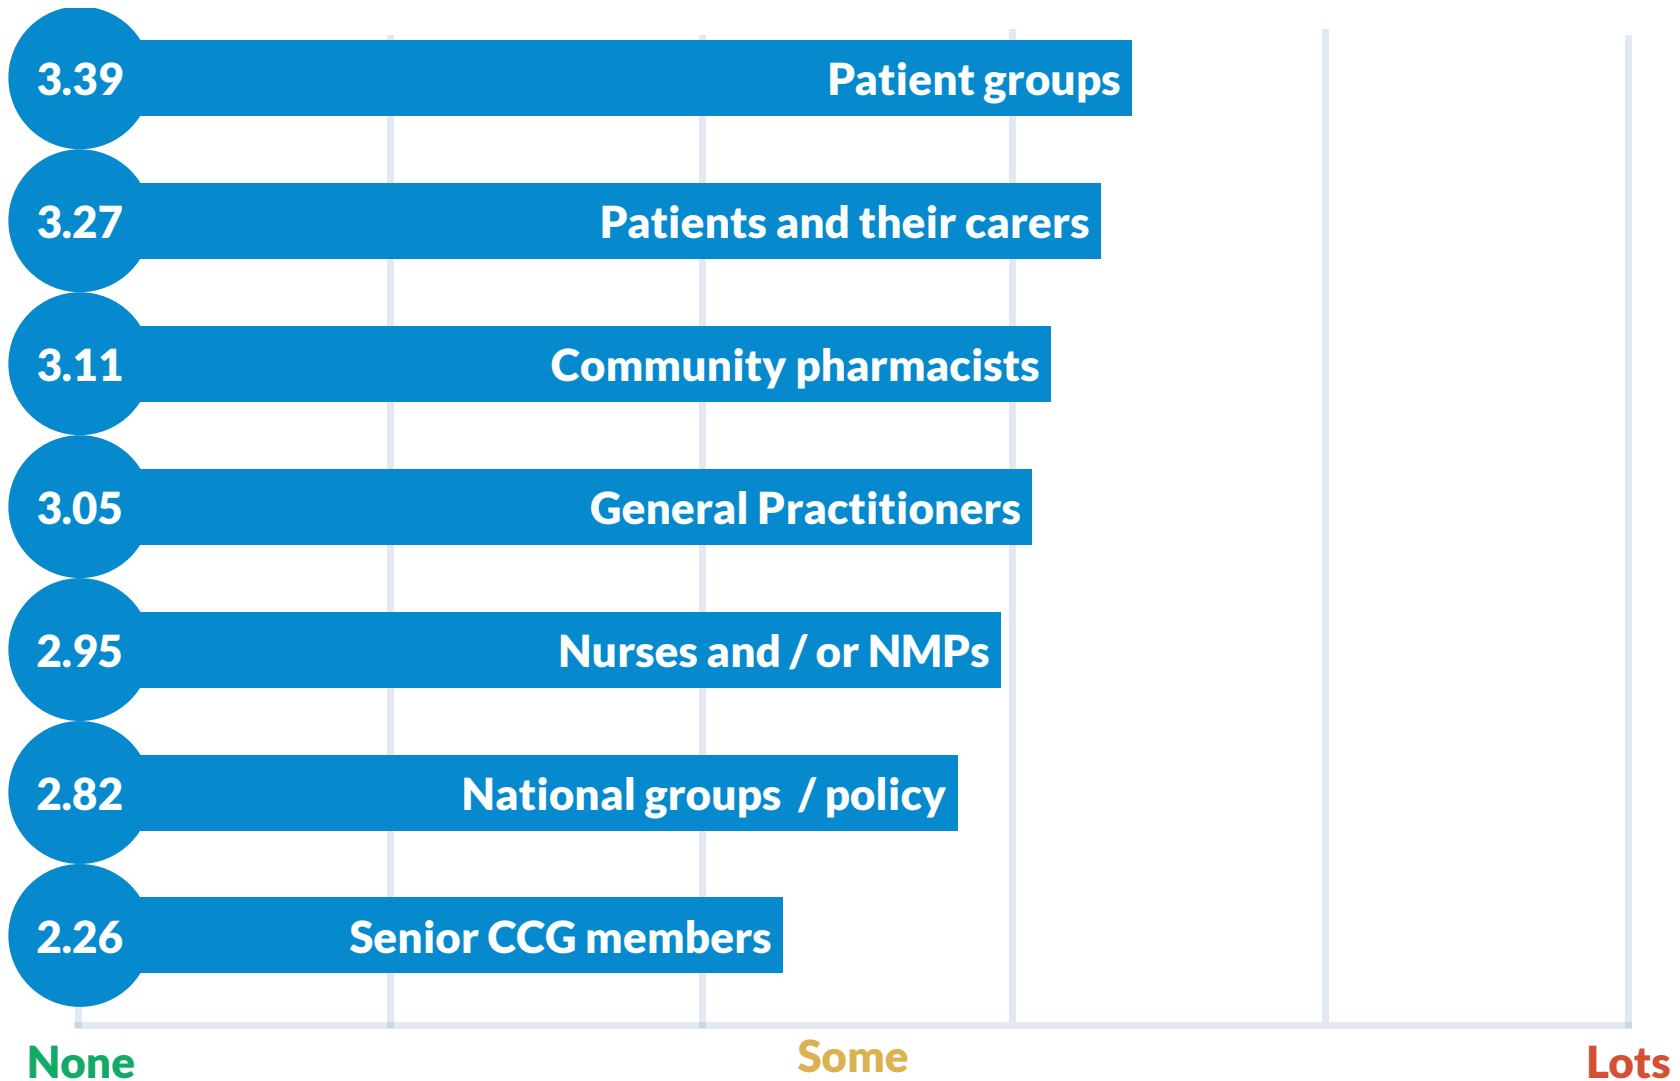 3.39 Patient groups
3.27 Patients and their carers
3.11 Community pharmacists
3.05 General Practitioners
2.95 Nurses and / or NMPs
2.82 National groups / policy
2.26 Senior CCG members
None Some Lots